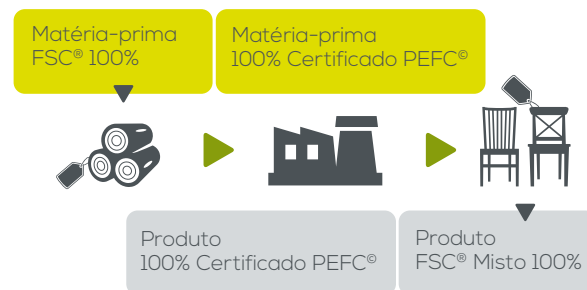 Matéria-prima
FSC® 100%
Matéria-prima
100% Certificado PEFC©
Produto
100% Certificado PEFC©
Produto
FSC® Misto 100%